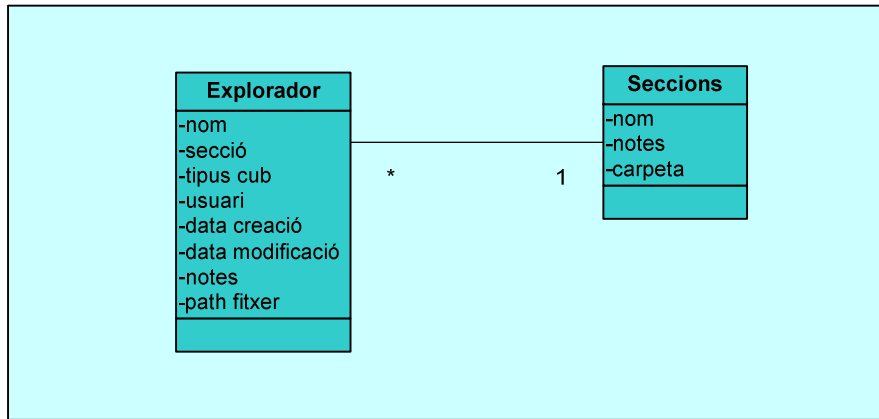 Explorador
-nom
-secció
-tipus cub
-usuari
-data creació
-data modificació
-notes
-path fitxer
*
1
Seccions
-nom
-notes
-carpeta